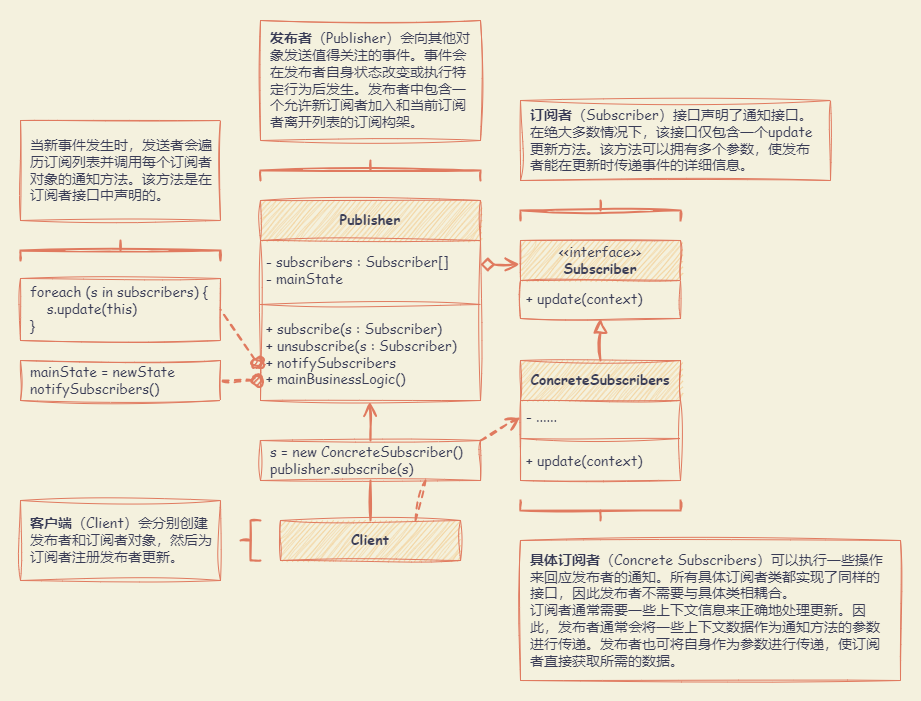 发布者（Publisher）会向其他对
象发送值得关注的事件。事件会
在发布者自身状态改变或执行特
定行为后发生。发布者中包含一
个允许新订阅者加入和当前订阅
者离开列表的订阅构架。
订阅者（Subscriber）接口声明了通知接口。
在绝大多数情况下，该接口仅包含一个update
更新方法。该方法可以拥有多个参数，使发布
者能在更新时传递事件的详细信息。
当新事件发生时，发送者会遍
历订阅列表并调用每个订阅者
对象的通知方法。该方法是在
订阅者接口中声明的。
Publisher
- subscribers : Subscriber[]
- mainState
+ subscribe(s : Subscriber)
+ unsubscribe(s : Subscriber)
+ notifySubscribers
+ mainBusinessLogic()
<<interface>>
Subscriber
+ update(context)
foreach (s in subscribers) {
s.update(this)
}
mainState = newState
notifySubscribers()
ConcreteSubscribers
- ......
+ update(context)
s = new ConcreteSubscriber()
publisher.subscribe(s)
客户端（Client）会分别创建
发布者和订阅者对象，然后为
订阅者注册发布者更新。
Client
具体订阅者（Concrete Subscribers）可以执行一些操作
来回应发布者的通知。所有具体订阅者类都实现了同样的
接口，因此发布者不需要与具体类相耦合。
订阅者通常需要一些上下文信息来正确地处理更新。因
此，发布者通常会将一些上下文数据作为通知方法的参数
进行传递。发布者也可将自身作为参数进行传递，使订阅
者直接获取所需的数据。